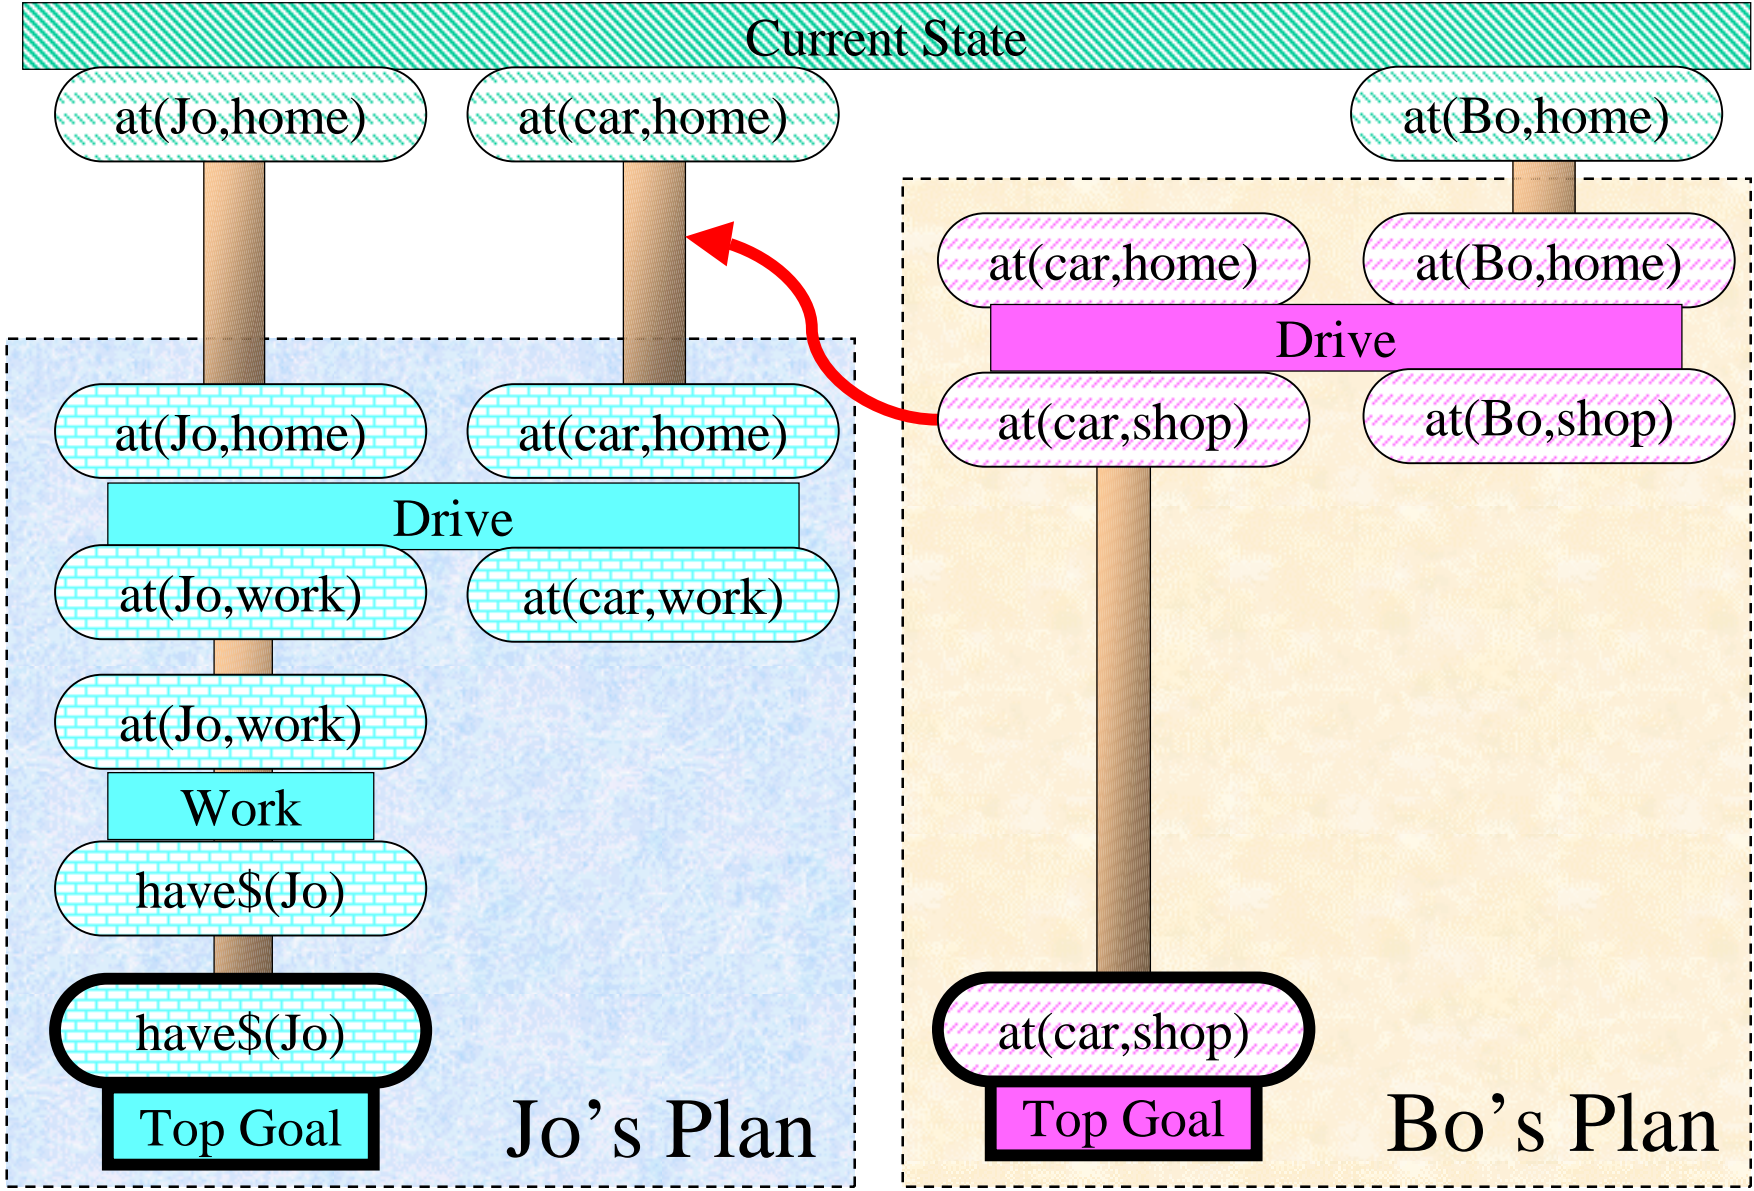 Current State
at(Jo,home)
at(car,home)
at(Bo,home)
at(car,home)
at(Bo,home)
Drive
at(car,shop)
at(Bo,shop)
at(Jo,home)
at(car,home)
Drive
at(Jo,work)
at(car,work)
at(Jo,work)
Work
have$(Jo)
have$(Jo)
Top Goal
Jo’s Plan
at(car,shop)
Top Goal
Bo’s Plan